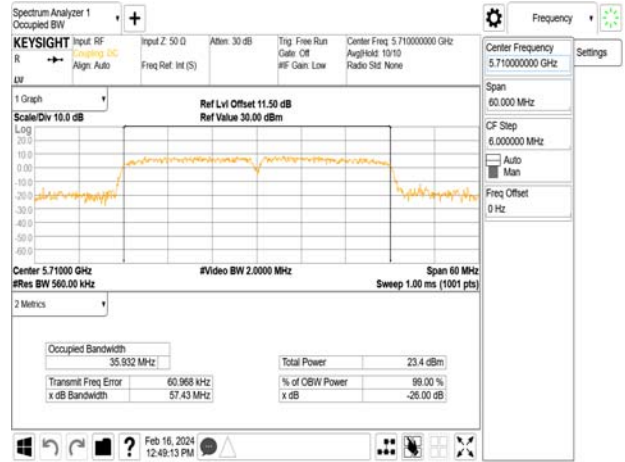 Spectrum Analyzer 1
Occupied BW
Frequency
KEYSIGHT
Input: RF
Coupling: DC
Align: Auto
Input Z: 50 Ω
Freq Ref: Int (S)
Atten: 30 dB
Trig: Free Run
Gate: Off
#IF Gain: Low
Center Freq: 5.710000000 GHz
Avg|Hold: 10/10
Radio Std: None
R
LXI
Center Frequency
5.710000000 GHz
Settings
Span
60.000 MHz
CF Step
6.000000 MHz
Auto
Man
Freq Offset
0 Hz
1 Graph
Scale/Div 10.0 dB
Ref Lvl Offset 11.50 dB
Ref Value 30.00 dBm
Log
20.0
10.0
0.00
-10.0
-20.0
-30.0
-40.0
-50.0
-60.0
Center 5.71000 GHz
#Res BW 560.00 kHz
#Video BW 2.0000 MHz
Span 60 MHz
Sweep 1.00 ms (1001 pts)
2 Metrics
Occupied Bandwidth
35.932 MHz
Total Power 23.4 dBm
Transmit Freq Error 60.968 kHz
% of OBW Power 99.00 %
x dB Bandwidth 57.43 MHz
x dB -26.00 dB
?
Feb 16, 2024
12:49:13 PM